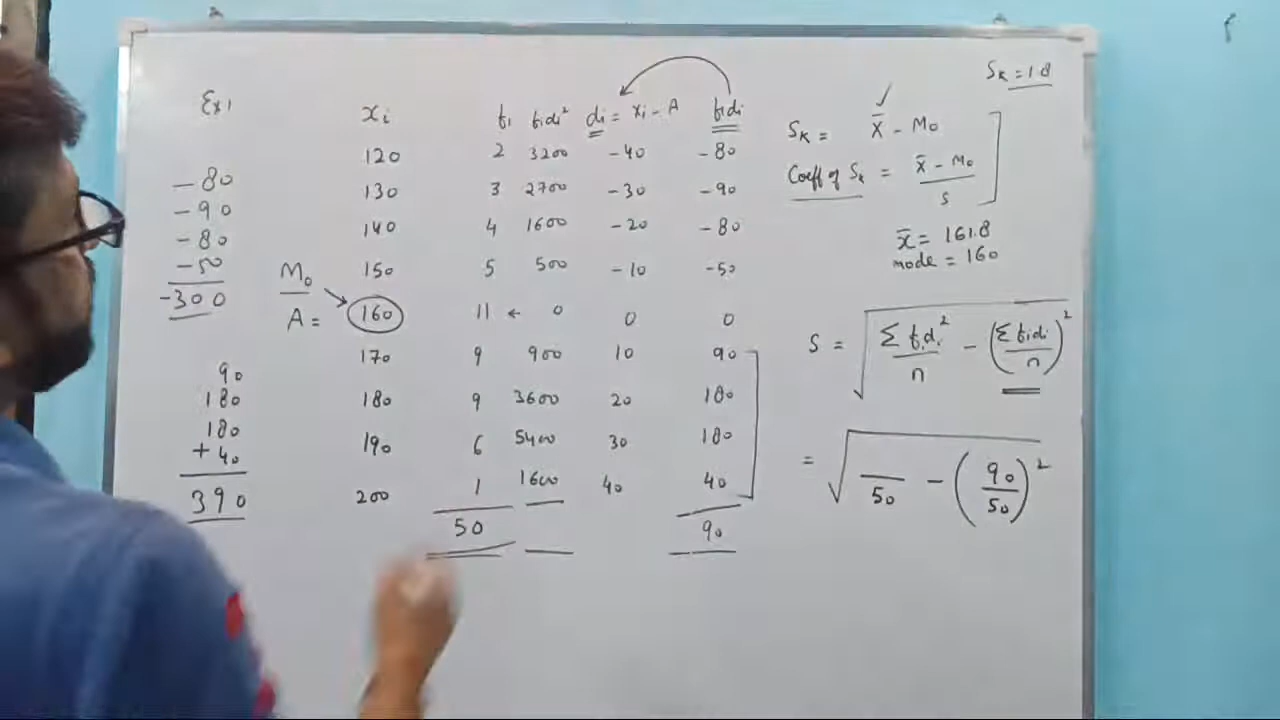 Ex1
-80
-90
-80
-50
-300
90
180
180
+ 40
390
M₀
A =
xi fi fidi² di = xi - A fidi
120 2 3200 -40 -80
130 3 2700 -30 -90
140 4 1600 -20 -80
150 5 500 -10 -50
160 11 ← 0 0 0
170 9 900 10 90
180 9 3600 20 180
190 6 5400 30 180
200 1 1600 40 40
50 90
Sk = 1.8
✓
Sk = x̄ - M₀
Coeff of Sk = x̄ - M₀ / s
x̄ = 161.8
mode = 160
S = √ Σfidi² / n - (Σfidi / n)²
= √ / 50 - (90 / 50)²